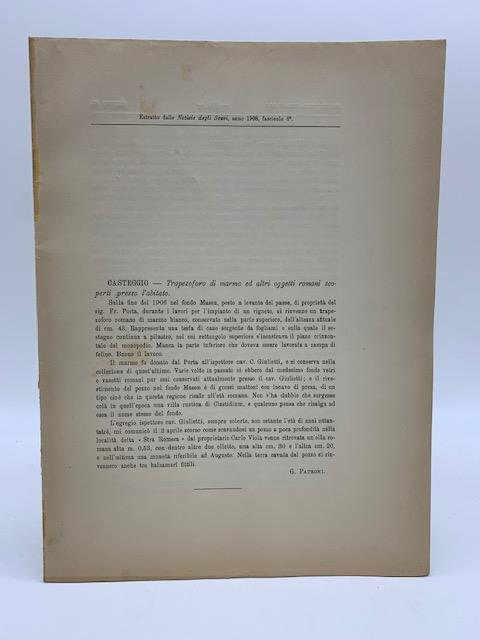 Estratto dalle Notizie degli Scavi, anno 1908, fascicolo 8°.
CASTEGGIO — Trapezoforo di marmo ed altri oggetti romani sco-
perti presso l'abitato.
Sulla fine del 1906 nel fondo Masen, posto a levante del paese, di proprietà del
sig. Fr. Porta, durante i lavori per l'impianto di un vigneto, si rinvenne un trape-
zoforo romano di marmo bianco, conservato nella parte superiore, dell'altezza attuale
di cm. 43. Rappresenta una testa di cane sorgente da fogliami e sulla quale il so-
stegno continua a pilastro, nel cui rettangolo superiore s'incastrava il piano orizzon-
tale del monopodio. Manca la parte inferiore che doveva essere lavorata a zampa di
felino. Buono il lavoro.
Il marmo fu donato dal Porta all'ispettore cav. C. Giulietti, e si conserva nella
collezione di quest'ultimo. Varie volte in passato si ebbero dal medesimo fondo vetri
e vasetti romani per essi conservati attualmente presso il cav. Giulietti; e il rive-
stimento del pozzo nel fondo Masen è di grossi mattoni con incavo di presa, di un
tipo cioè che in questa regione risale all'età romana. Non v'ha dubbio che sorgesse
colà in quell'epoca una villa rustica di Clastidium, e qualcuno pensa che risalga ad
essa il nome stesso del fondo.
L'egregio ispettore cav. Giulietti, sempre solerte, non ostante l'età di anni ottan-
tatrè, mi comunicò il 3 aprile scorso come scavandosi un pozzo a poca profondità nella
località detta « Stra Romera » dal proprietario Carlo Viola venne ritrovata un'olla ro-
mana alta m. 0,53, con dentro altre due ollette, una alta cm. 30 e l'altra cm. 20,
e nell'ultima una moneta riferibile ad Augusto. Nella terra cavata dal pozzo si rin-
vennero anche tre balsamari fittili.
G. PATRONI.